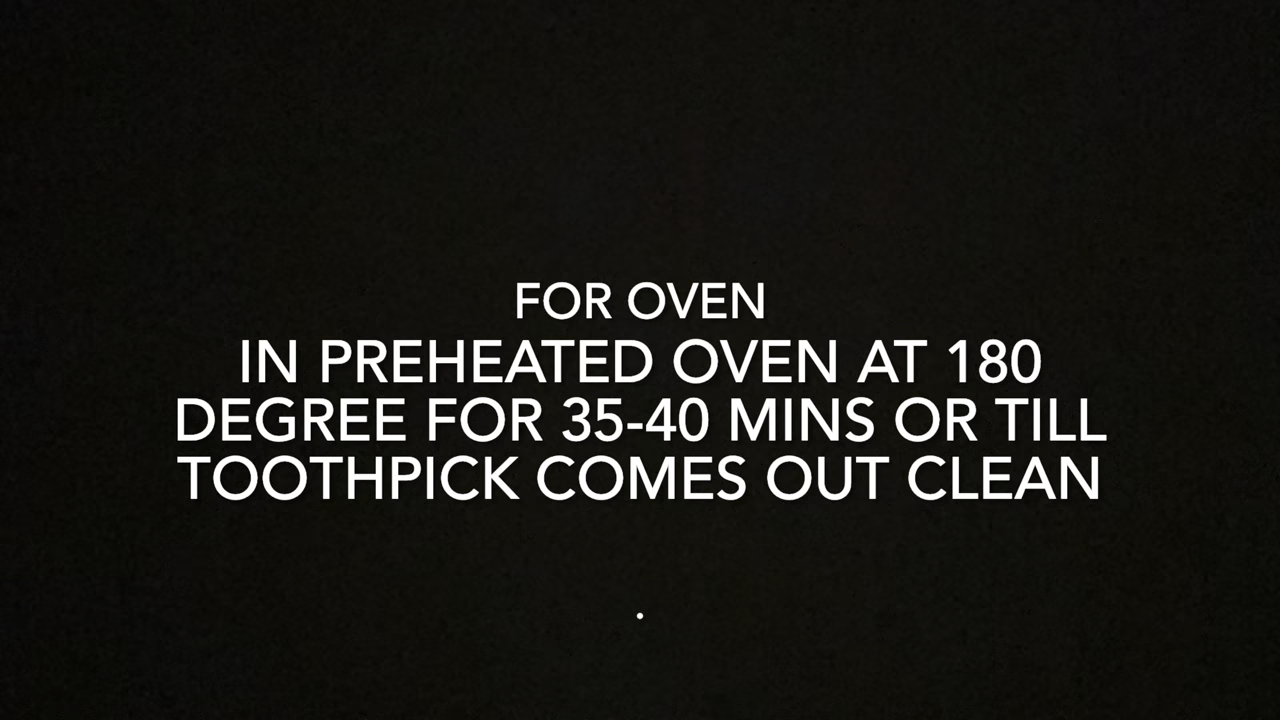 FOR OVEN
IN PREHEATED OVEN AT 180
DEGREE FOR 35-40 MINS OR TILL
TOOTHPICK COMES OUT CLEAN
.